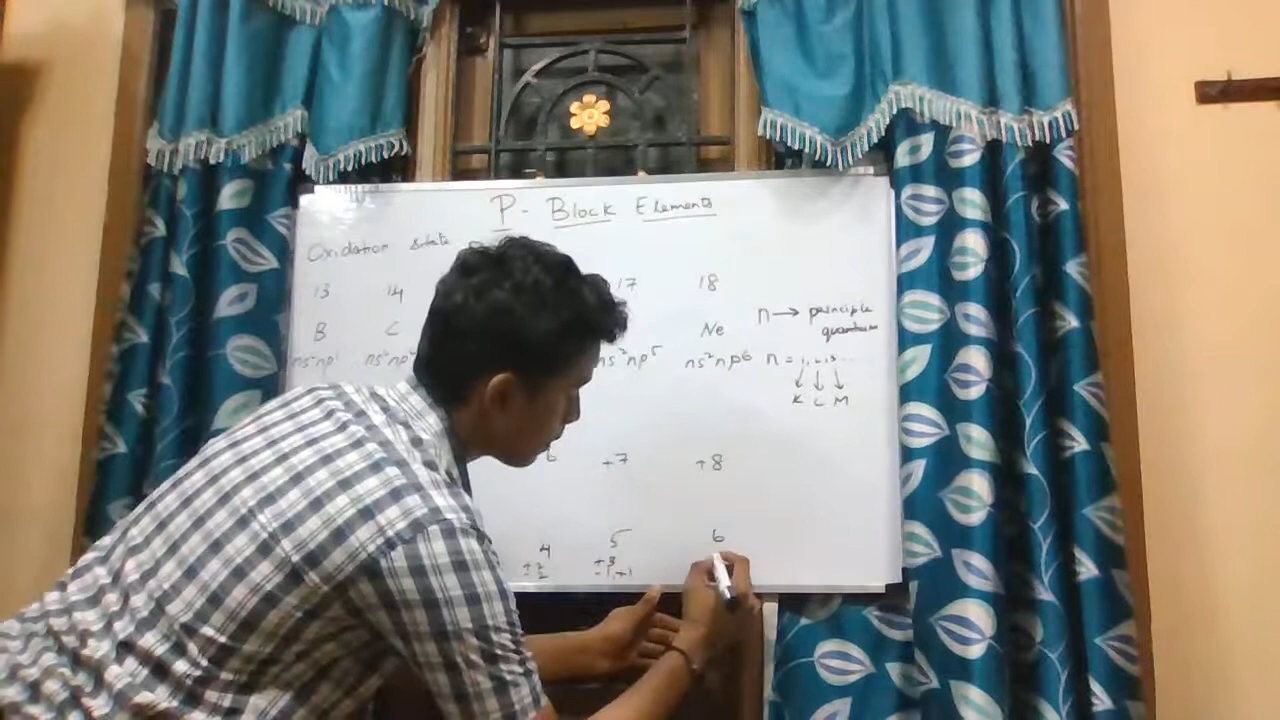 P - Block Elements
Oxidation state
13 14 17 18
B C Ne
n → principle
quantum
ns²np¹ ns²np² ns²np⁵ ns²np⁶
n = 1, 2, 3 ...
K L M
6 +7 +8
4 5 6
+2 +3
-2 -1, +1